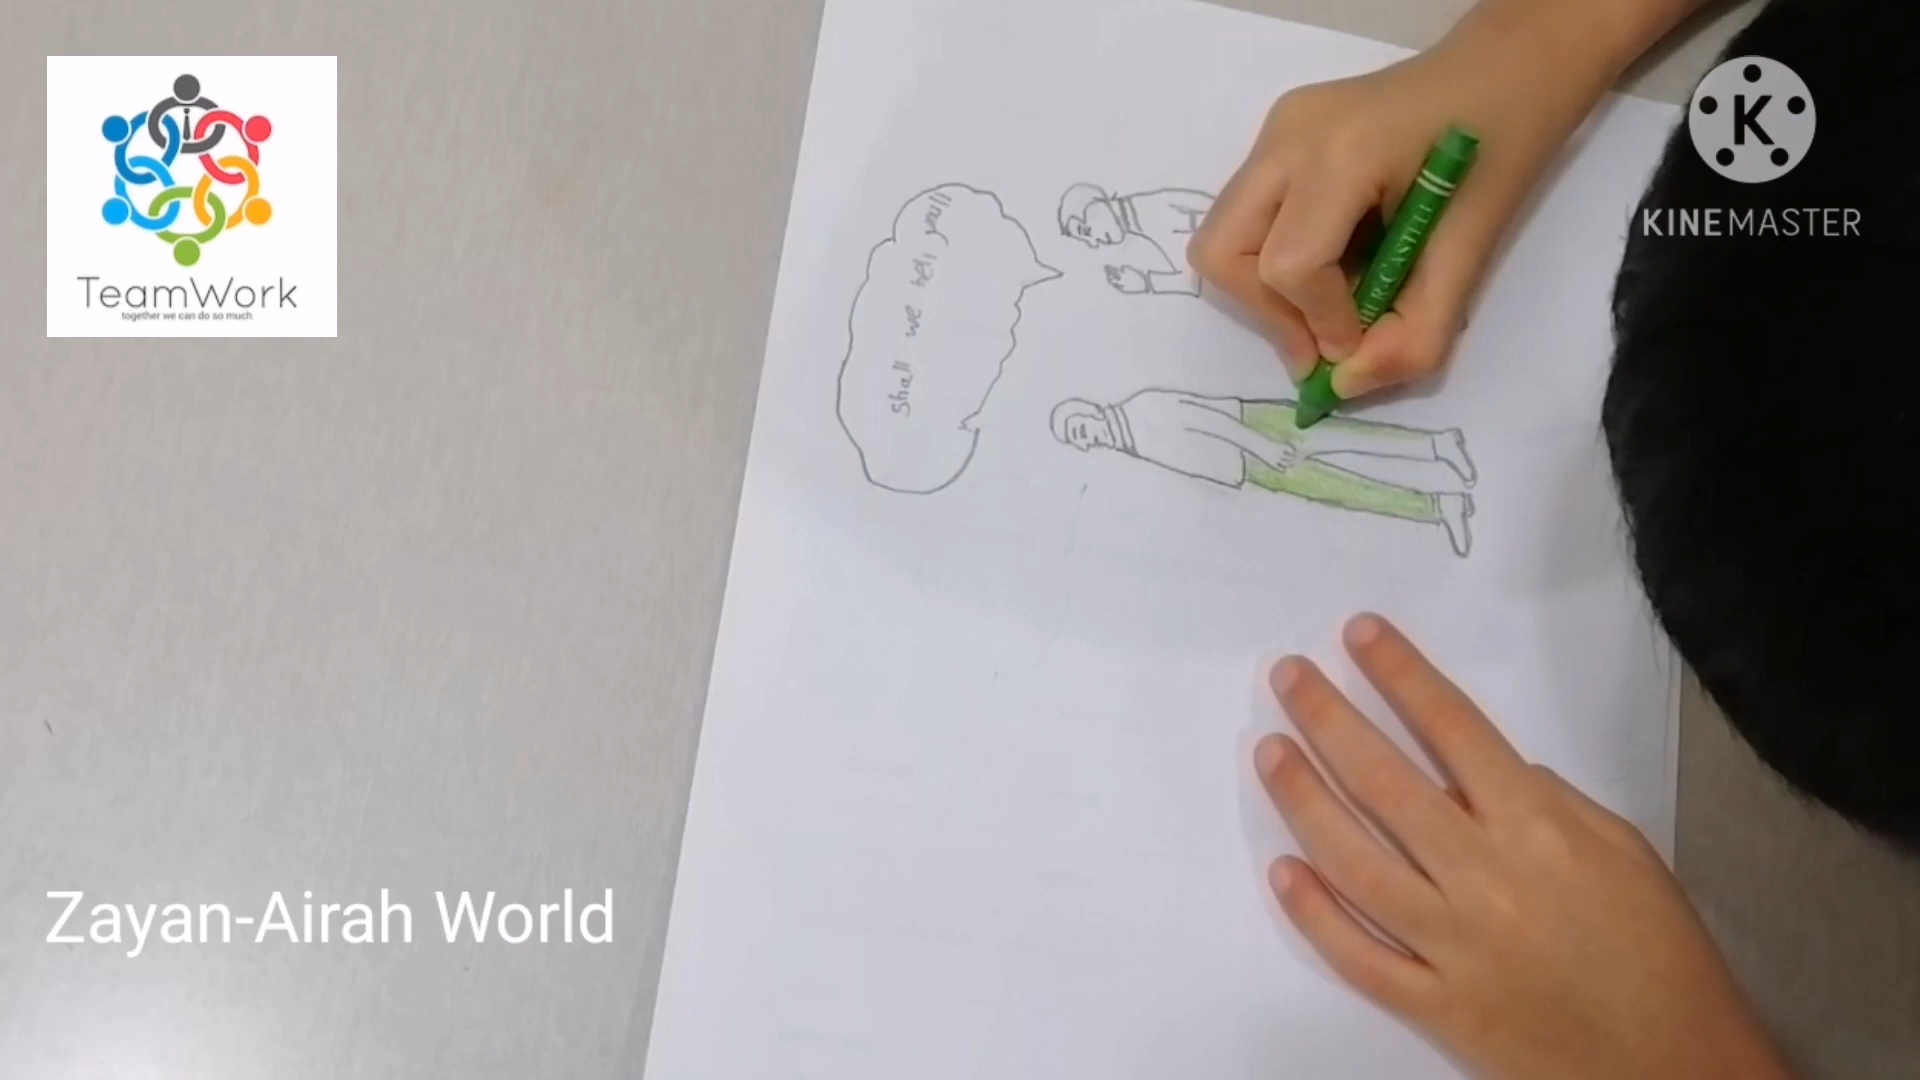 TeamWork
together we can do so much
K
KINEMASTER
Shall we help you||
FABER-CASTELL
Zayan-Airah World